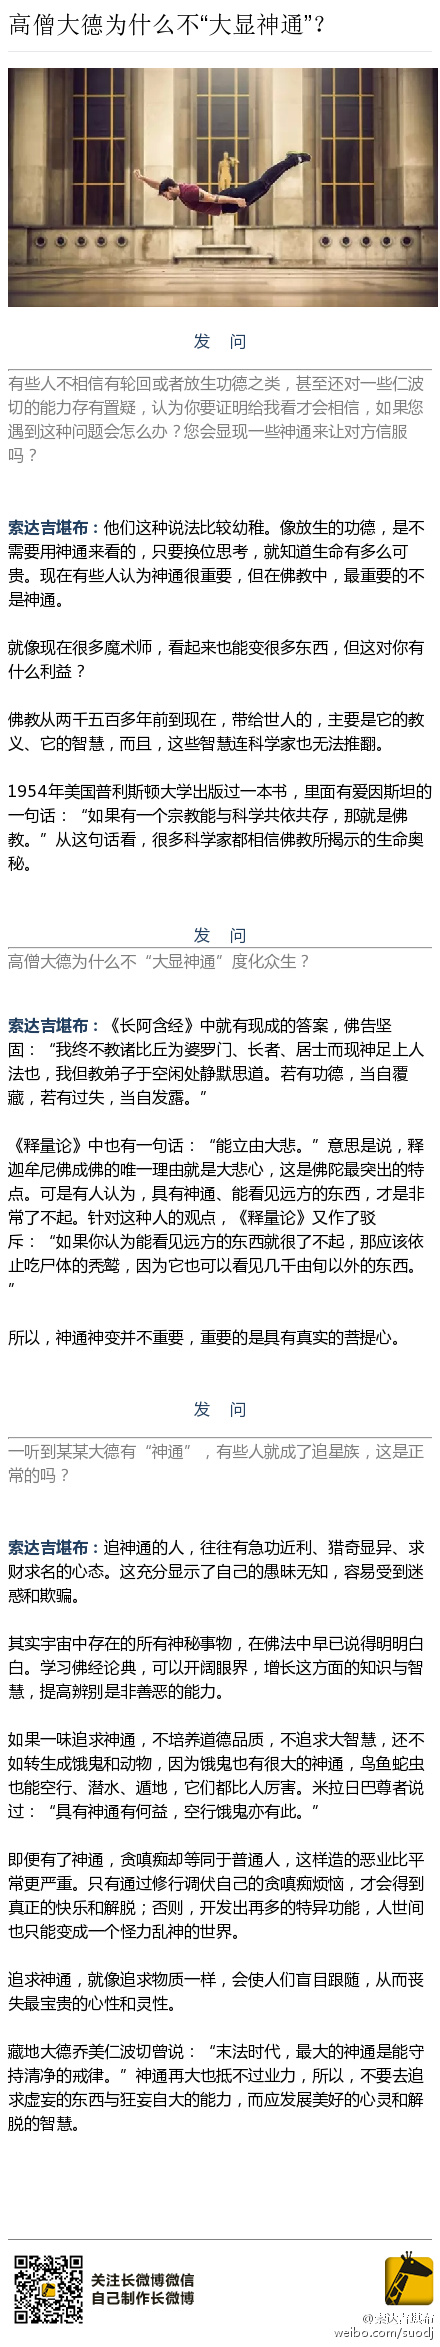 高僧大德为什么不“大显神通”？
发 问
有些人不相信有轮回或者放生功德之类，甚至还对一些仁波
切的能力存有置疑，认为你要证明给我看才会相信，如果您
遇到这种问题会怎么办？您会显现一些神通来让对方信服
吗？
索达吉堪布：他们这种说法比较幼稚。像放生的功德，是不
需要用神通来看的，只要换位思考，就知道生命有多么可
贵。现在有些人认为神通很重要，但在佛教中，最重要的不
是神通。
就像现在很多魔术师，看起来也能变很多东西，但这对你有
什么利益？
佛教从两千五百多年前到现在，带给世人的，主要是它的教
义、它的智慧，而且，这些智慧连科学家也无法推翻。
1954年美国普利斯顿大学出版过一本书，里面有爱因斯坦的
一句话：“如果有一个宗教能与科学共依共存，那就是佛
教。”从这句话看，很多科学家都相信佛教所揭示的生命奥
秘。
发 问
高僧大德为什么不“大显神通”度化众生？
索达吉堪布：《长阿含经》中就有现成的答案，佛告坚
固：“我终不教诸比丘为婆罗门、长者、居士而现神足上人
法也，我但教弟子于空闲处静默思道。若有功德，当自覆
藏，若有过失，当自发露。”
《释量论》中也有一句话：“能立由大悲。”意思是说，释
迦牟尼佛成佛的唯一理由就是大悲心，这是佛陀最突出的特
点。可是有人认为，具有神通、能看见远方的东西，才是非
常了不起。针对这种人的观点，《释量论》又作了驳
斥：“如果你认为能看见远方的东西就很了不起，那应该依
止吃尸体的秃鹫，因为它也可以看见几千由旬以外的东西。
”
所以，神通神变并不重要，重要的是具有真实的菩提心。
发 问
一听到某某大德有“神通”，有些人就成了追星族，这是正
常的吗？
索达吉堪布：追神通的人，往往有急功近利、猎奇显异、求
财求名的心态。这充分显示了自己的愚昧无知，容易受到迷
惑和欺骗。
其实宇宙中存在的所有神秘事物，在佛法中早已说得明明白
白。学习佛经论典，可以开阔眼界，增长这方面的知识与智
慧，提高辨别是非善恶的能力。
如果一味追求神通，不培养道德品质，不追求大智慧，还不
如转生成饿鬼和动物，因为饿鬼也有很大的神通，鸟鱼蛇虫
也能空行、潜水、遁地，它们都比人厉害。米拉日巴尊者说
过：“具有神通有何益，空行饿鬼亦有此。”
即便有了神通，贪嗔痴却等同于普通人，这样造的恶业比平
常更严重。只有通过修行调伏自己的贪嗔痴烦恼，才会得到
真正的快乐和解脱；否则，开发出再多的特异功能，人世间
也只能变成一个怪力乱神的世界。
追求神通，就像追求物质一样，会使人们盲目跟随，从而丧
失最宝贵的心性和灵性。
藏地大德乔美仁波切曾说：“末法时代，最大的神通是能守
持清净的戒律。”神通再大也抵不过业力，所以，不要去追
求虚妄的东西与狂妄自大的能力，而应发展美好的心灵和解
脱的智慧。
关注长微博微信
自己制作长微博
@索达吉堪布
weibo.com/suodj